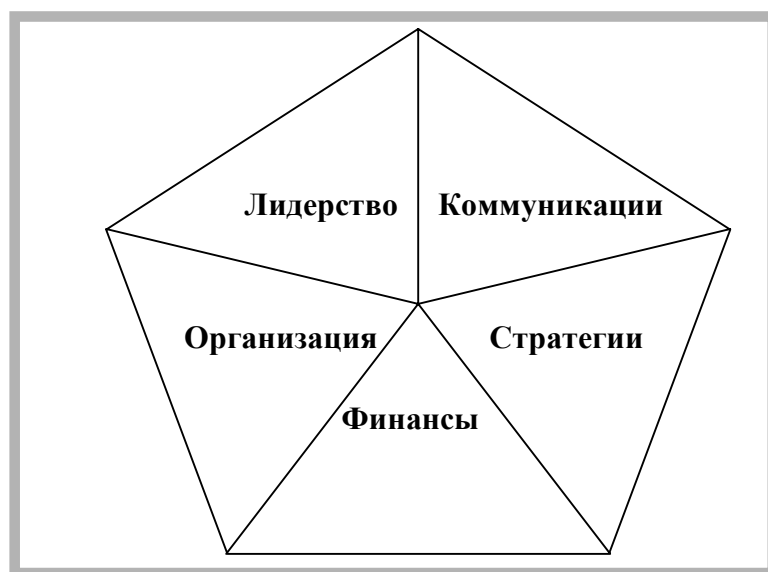 Лидерство
Коммуникации
Организация
Стратегии
Финансы